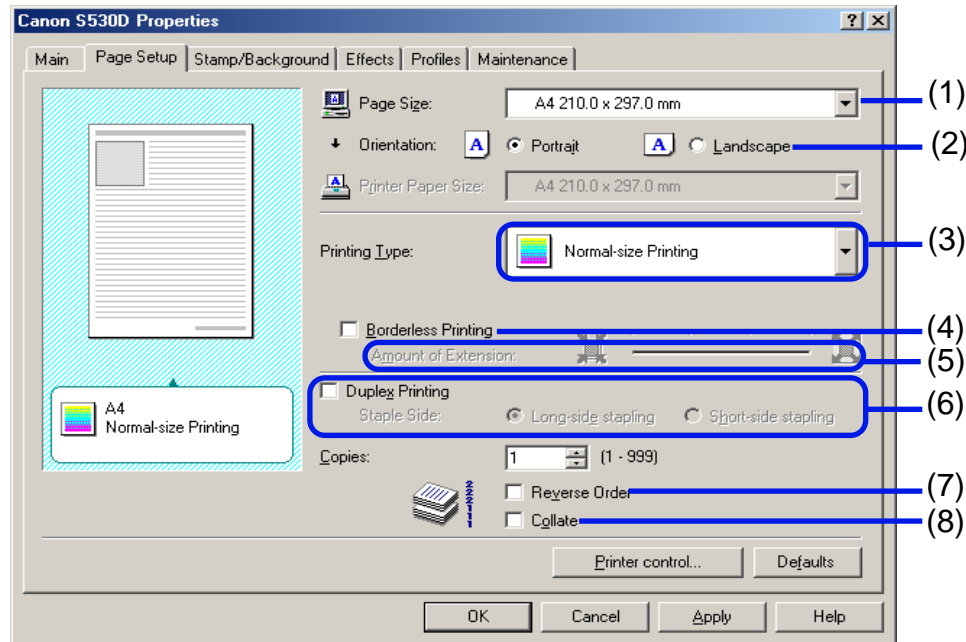 Canon S530D Properties
Main Page Setup Stamp/Background Effects Profiles Maintenance
Page Size: A4 210.0 x 297.0 mm (1)
Orientation: A Portrait A Landscape (2)
Printer Paper Size: A4 210.0 x 297.0 mm
Printing Type: Normal-size Printing (3)
Borderless Printing (4)
Amount of Extension: (5)
Duplex Printing
Staple Side: Long-side stapling Short-side stapling (6)
A4
Normal-size Printing
Copies: 1 (1 - 999)
Reverse Order (7)
Collate (8)
Printer control... Defaults
OK Cancel Apply Help